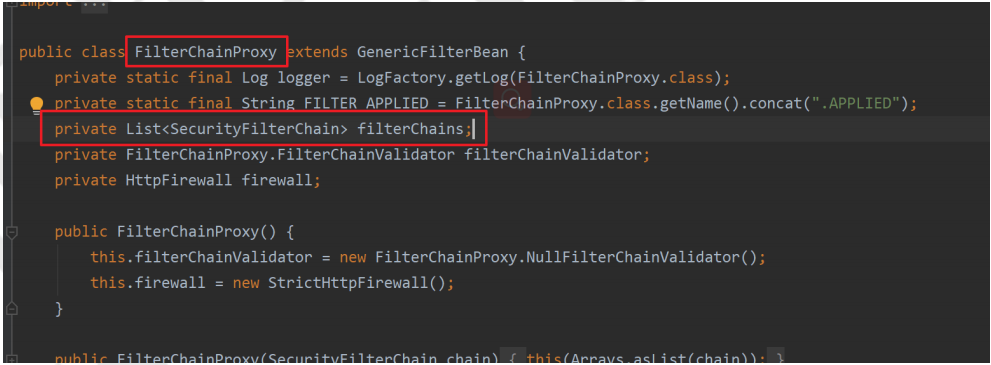 import ...
public class FilterChainProxy extends GenericFilterBean {
private static final Log logger = LogFactory.getLog(FilterChainProxy.class);
private static final String FILTER_APPLIED = FilterChainProxy.class.getName().concat(".APPLIED");
private List<SecurityFilterChain> filterChains;
private FilterChainProxy.FilterChainValidator filterChainValidator;
private HttpFirewall firewall;
public FilterChainProxy() {
this.filterChainValidator = new FilterChainProxy.NullFilterChainValidator();
this.firewall = new StrictHttpFirewall();
}
public FilterChainProxy(SecurityFilterChain chain) { this(Arrays.asList(chain)); }